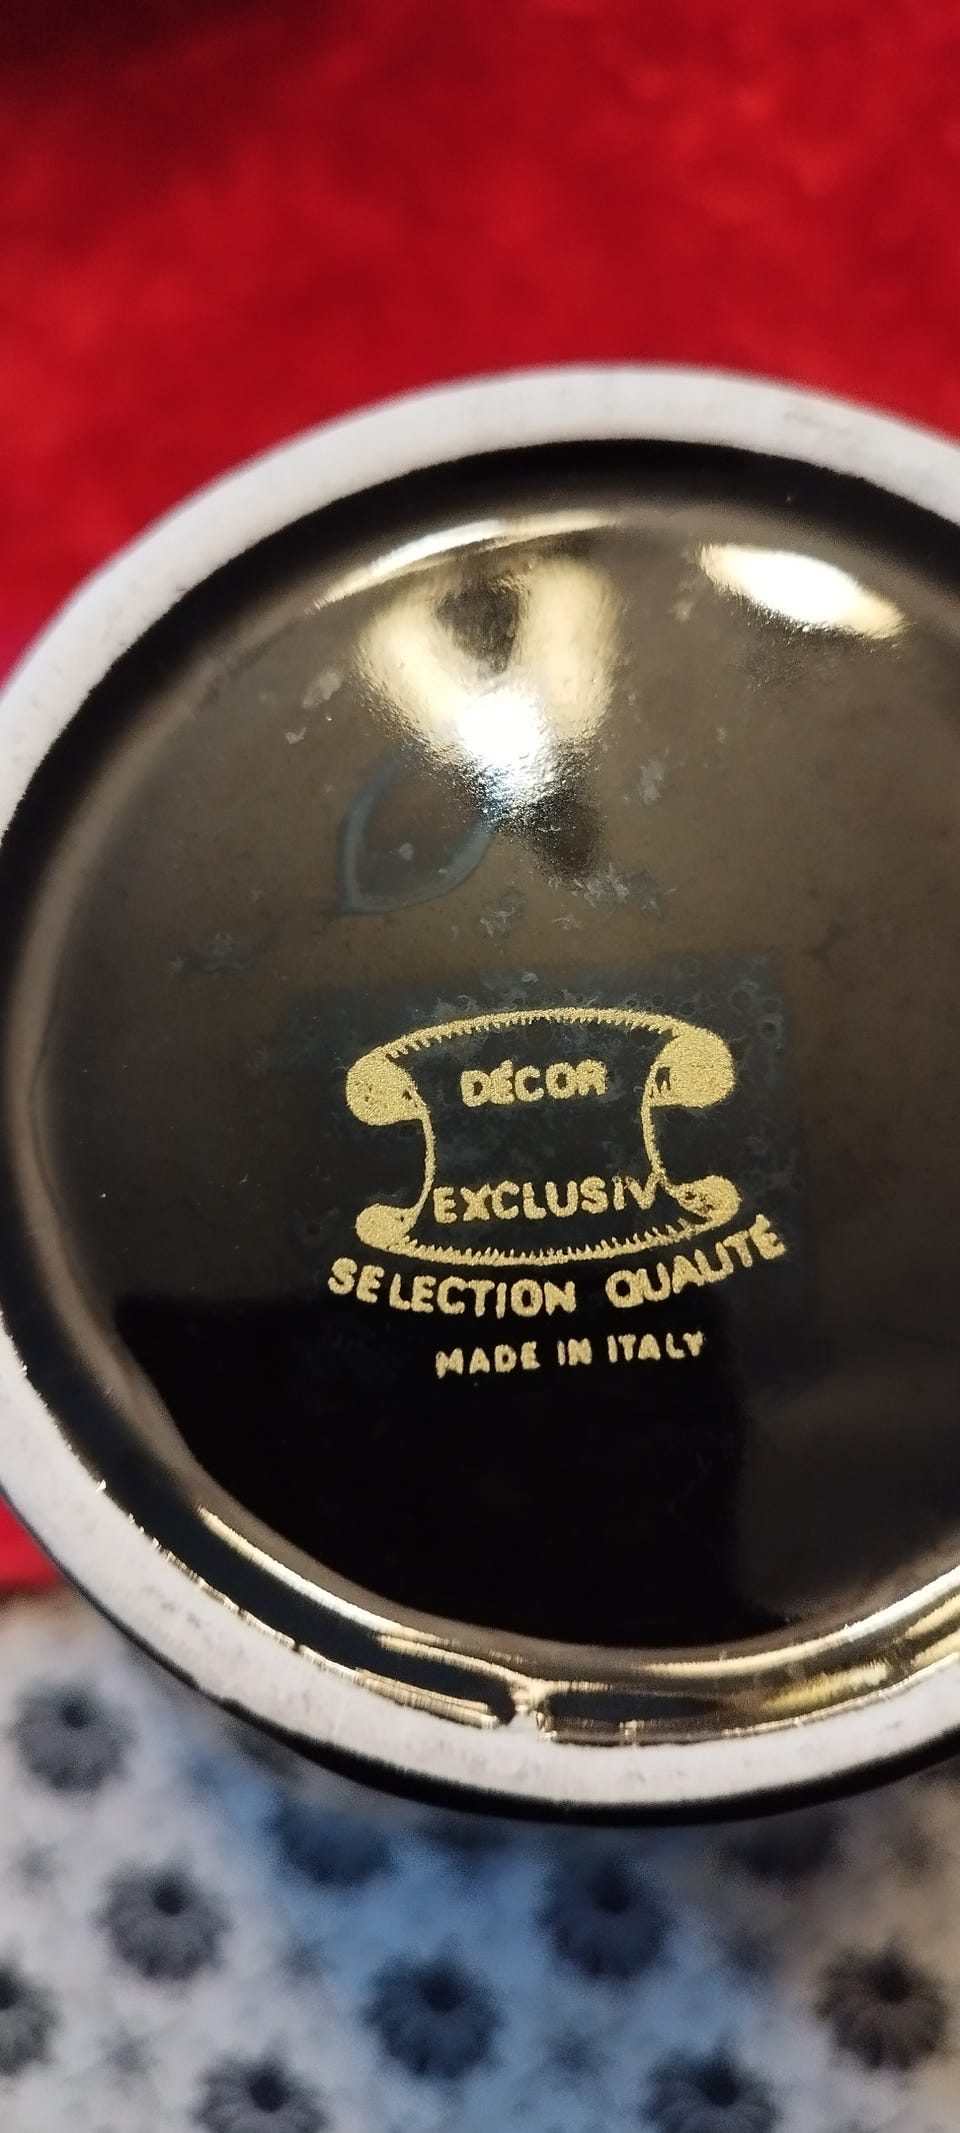 DÉCOR
EXCLUSIV
SELECTION QUALITÉ
MADE IN ITALY